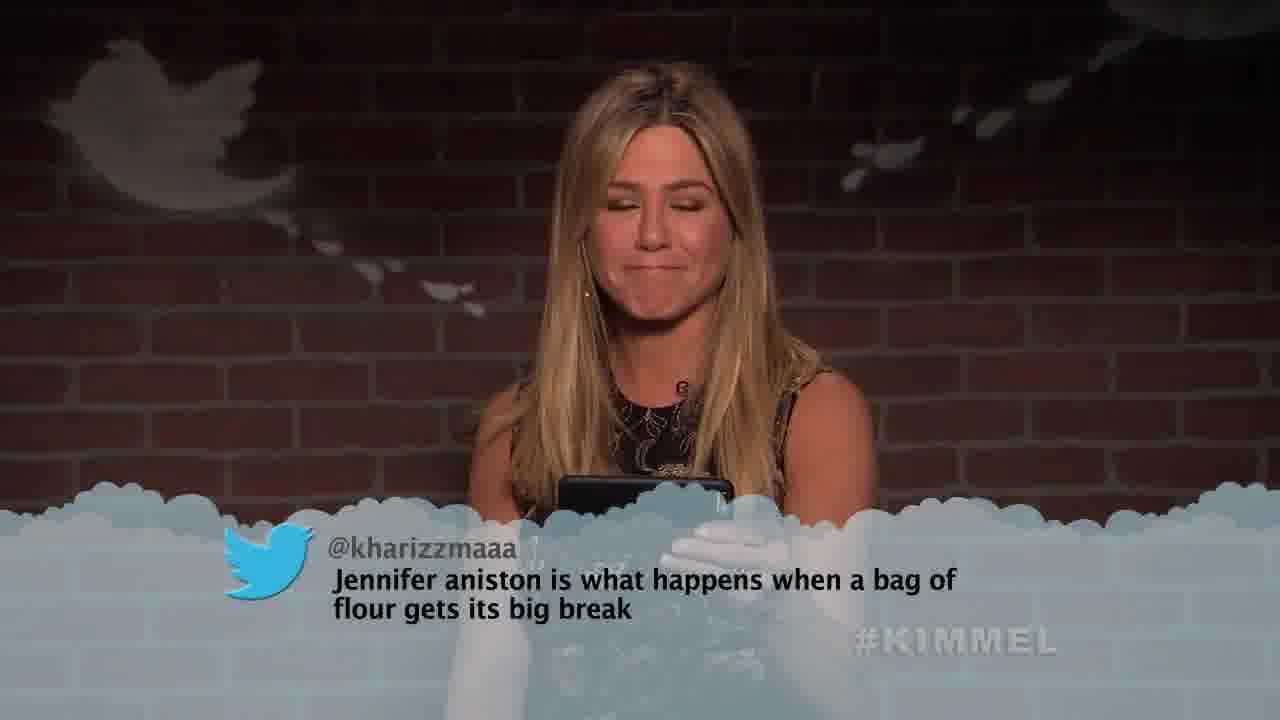 @kharizzmaaa
Jennifer aniston is what happens when a bag of
flour gets its big break
#KIMMEL